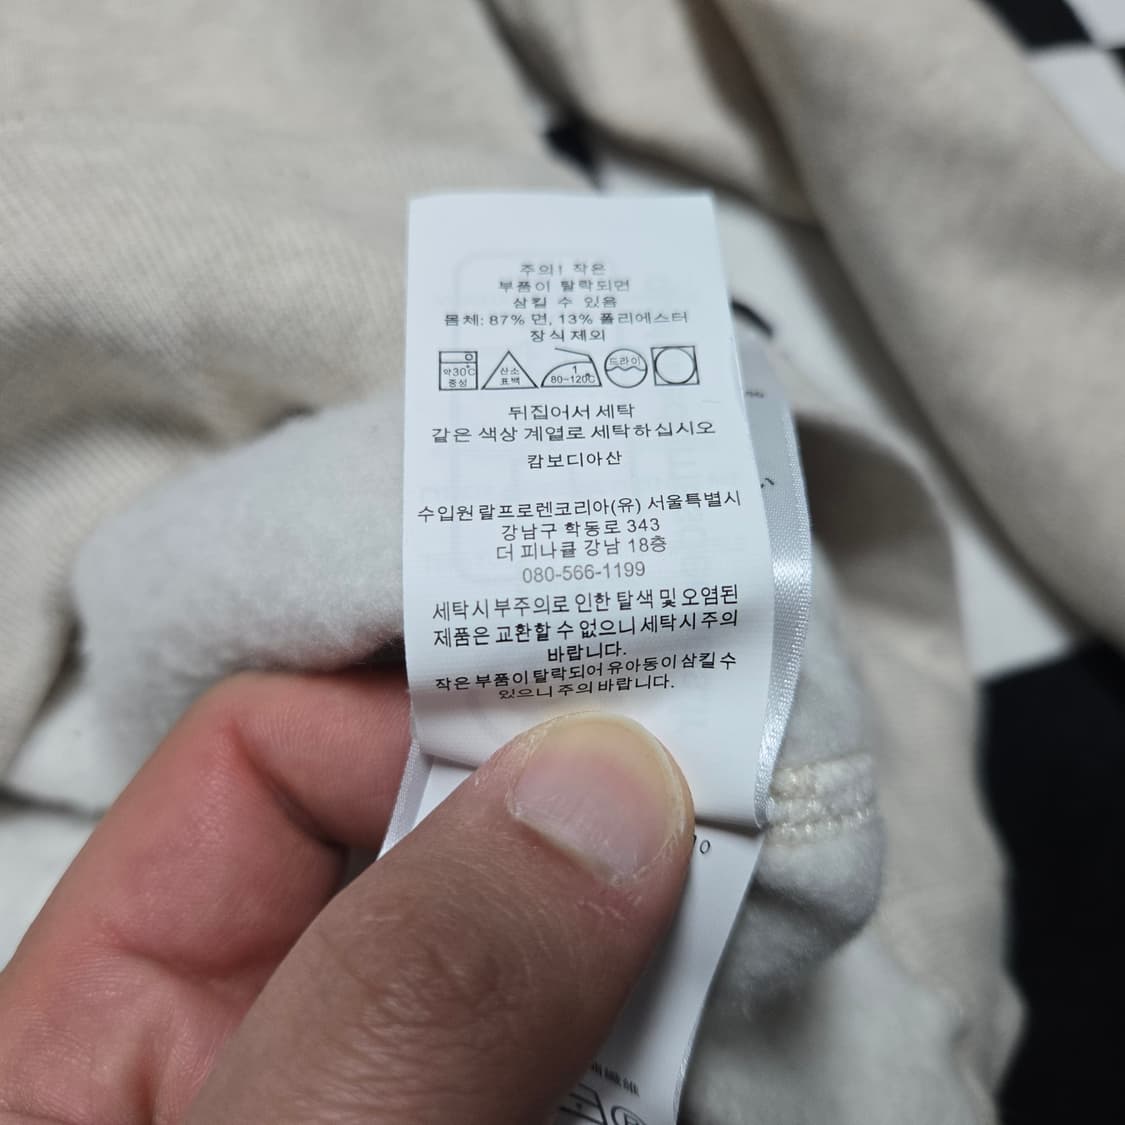 주의! 작은
부품이 탈락되면
삼킬 수 있음
몸체: 87% 면, 13% 폴리에스터
장식제외
약30℃
중성
산소
표백
1
80~120℃
드라이
뒤집어서 세탁
같은 색상 계열로 세탁하십시오
캄보디아산
수입원 랄프로렌코리아(유) 서울특별시
강남구 학동로 343
더 피나클 강남 18층
080-566-1199
세탁시 부주의로 인한 탈색 및 오염된
제품은 교환할 수 없으니 세탁시 주의
바랍니다.
작은 부품이 탈락되어 유아동이 삼킬 수
있으니 주의 바랍니다.